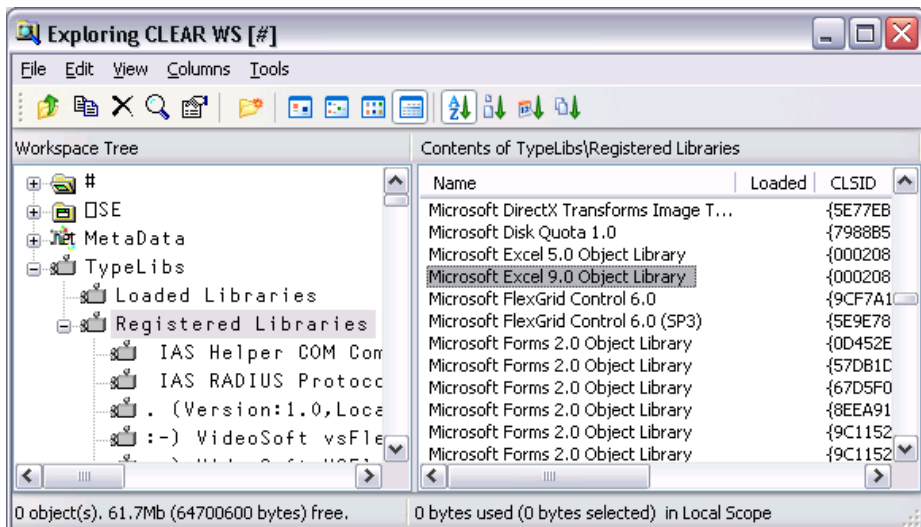 Exploring CLEAR WS [#]
File Edit View Columns Tools
Workspace Tree
Contents of TypeLibs\Registered Libraries
#
⎕SE
MetaData
TypeLibs
Loaded Libraries
Registered Libraries
IAS Helper COM Com
IAS RADIUS Protoco
. (Version:1.0,Loca
:-) VideoSoft vsFle
Name Loaded CLSID
Microsoft DirectX Transforms Image T... {5E77EB
Microsoft Disk Quota 1.0 {7988B5
Microsoft Excel 5.0 Object Library {000208
Microsoft Excel 9.0 Object Library {000208
Microsoft FlexGrid Control 6.0 {9CF7A1
Microsoft FlexGrid Control 6.0 (SP3) {5E9E78
Microsoft Forms 2.0 Object Library {0D452E
Microsoft Forms 2.0 Object Library {57DB1D
Microsoft Forms 2.0 Object Library {67D5F0
Microsoft Forms 2.0 Object Library {8EEA91
Microsoft Forms 2.0 Object Library {9C1152
Microsoft Forms 2.0 Object Library {9C1152
0 object(s). 61.7Mb (64700600 bytes) free.
0 bytes used (0 bytes selected) in Local Scope